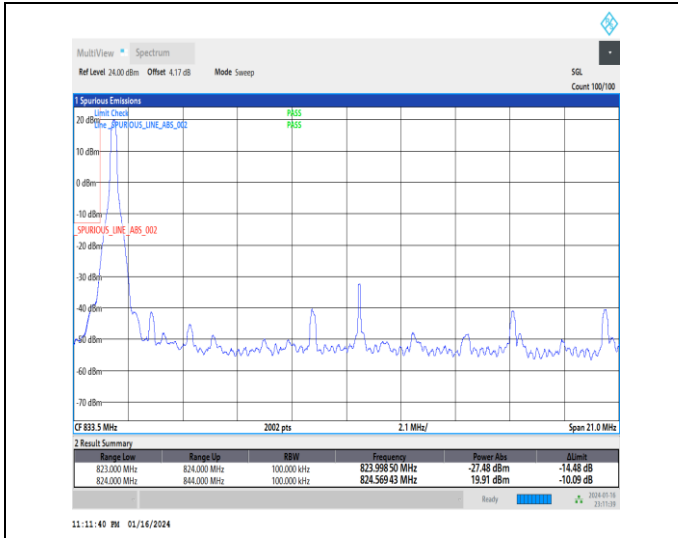 MultiView Spectrum
Ref Level 24.00 dBm Offset 4.17 dB Mode Sweep SGL
Count 100/100
1 Spurious Emissions
Limit Check PASS
20 dBm
Line _SPURIOUS_LINE_ABS_002 PASS
10 dBm
0 dBm
-10 dBm
_SPURIOUS_LINE_ABS_002
-20 dBm
-30 dBm
-40 dBm
-50 dBm
-60 dBm
-70 dBm
CF 833.5 MHz 2002 pts 2.1 MHz/ Span 21.0 MHz
2 Result Summary
Range Low Range Up RBW Frequency Power Abs ΔLimit
823.000 MHz 824.000 MHz 100.000 kHz 823.998 50 MHz -27.48 dBm -14.48 dB
824.000 MHz 844.000 MHz 100.000 kHz 824.569 43 MHz 19.91 dBm -10.09 dB
Ready 2024-01-16
23:11:39
11:11:40 PM 01/16/2024